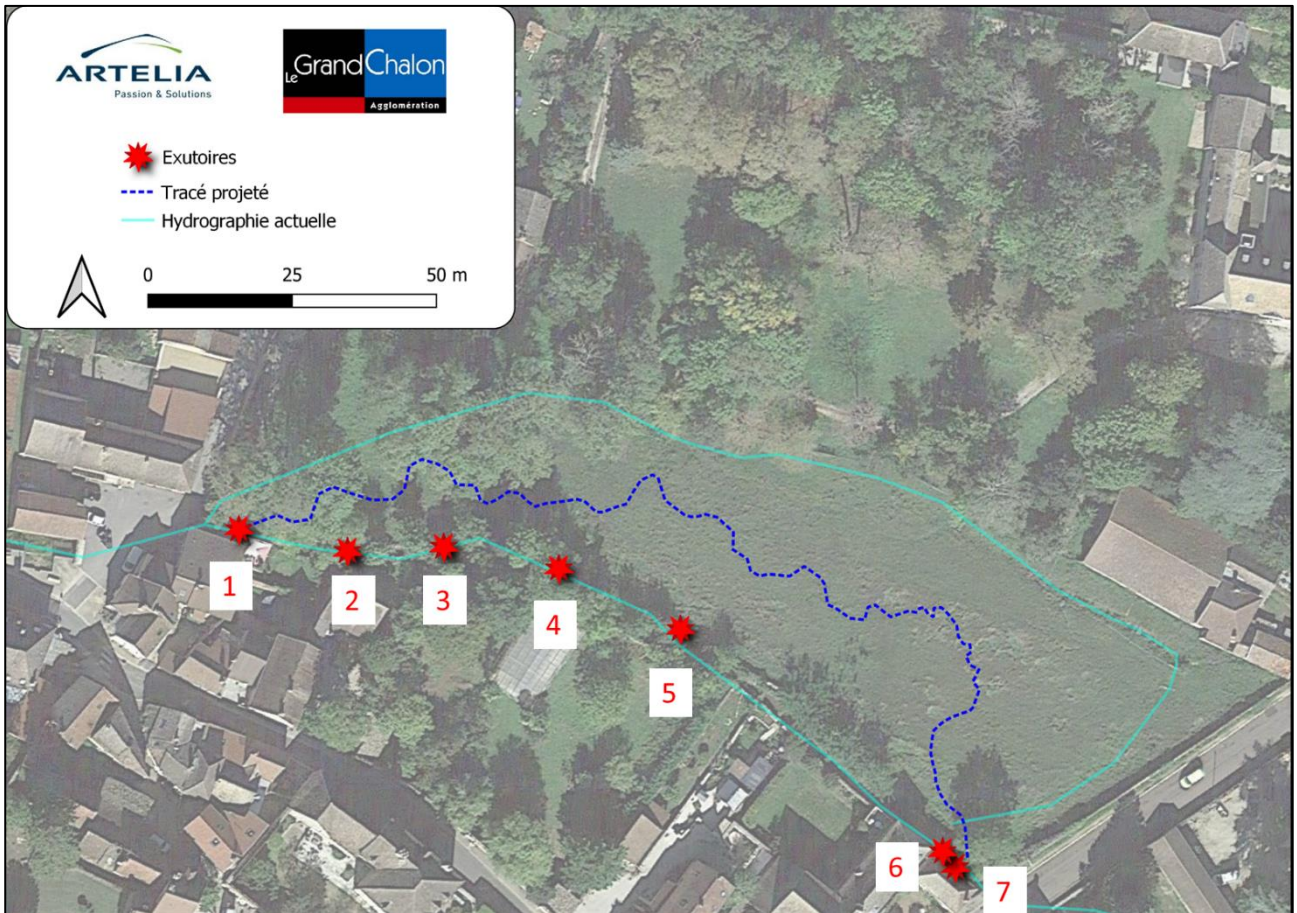 ARTELIA
Passion & Solutions
Le Grand Chalon
Agglomération
Exutoires
Tracé projeté
Hydrographie actuelle
0 25 50 m
1
2
3
4
5
6
7